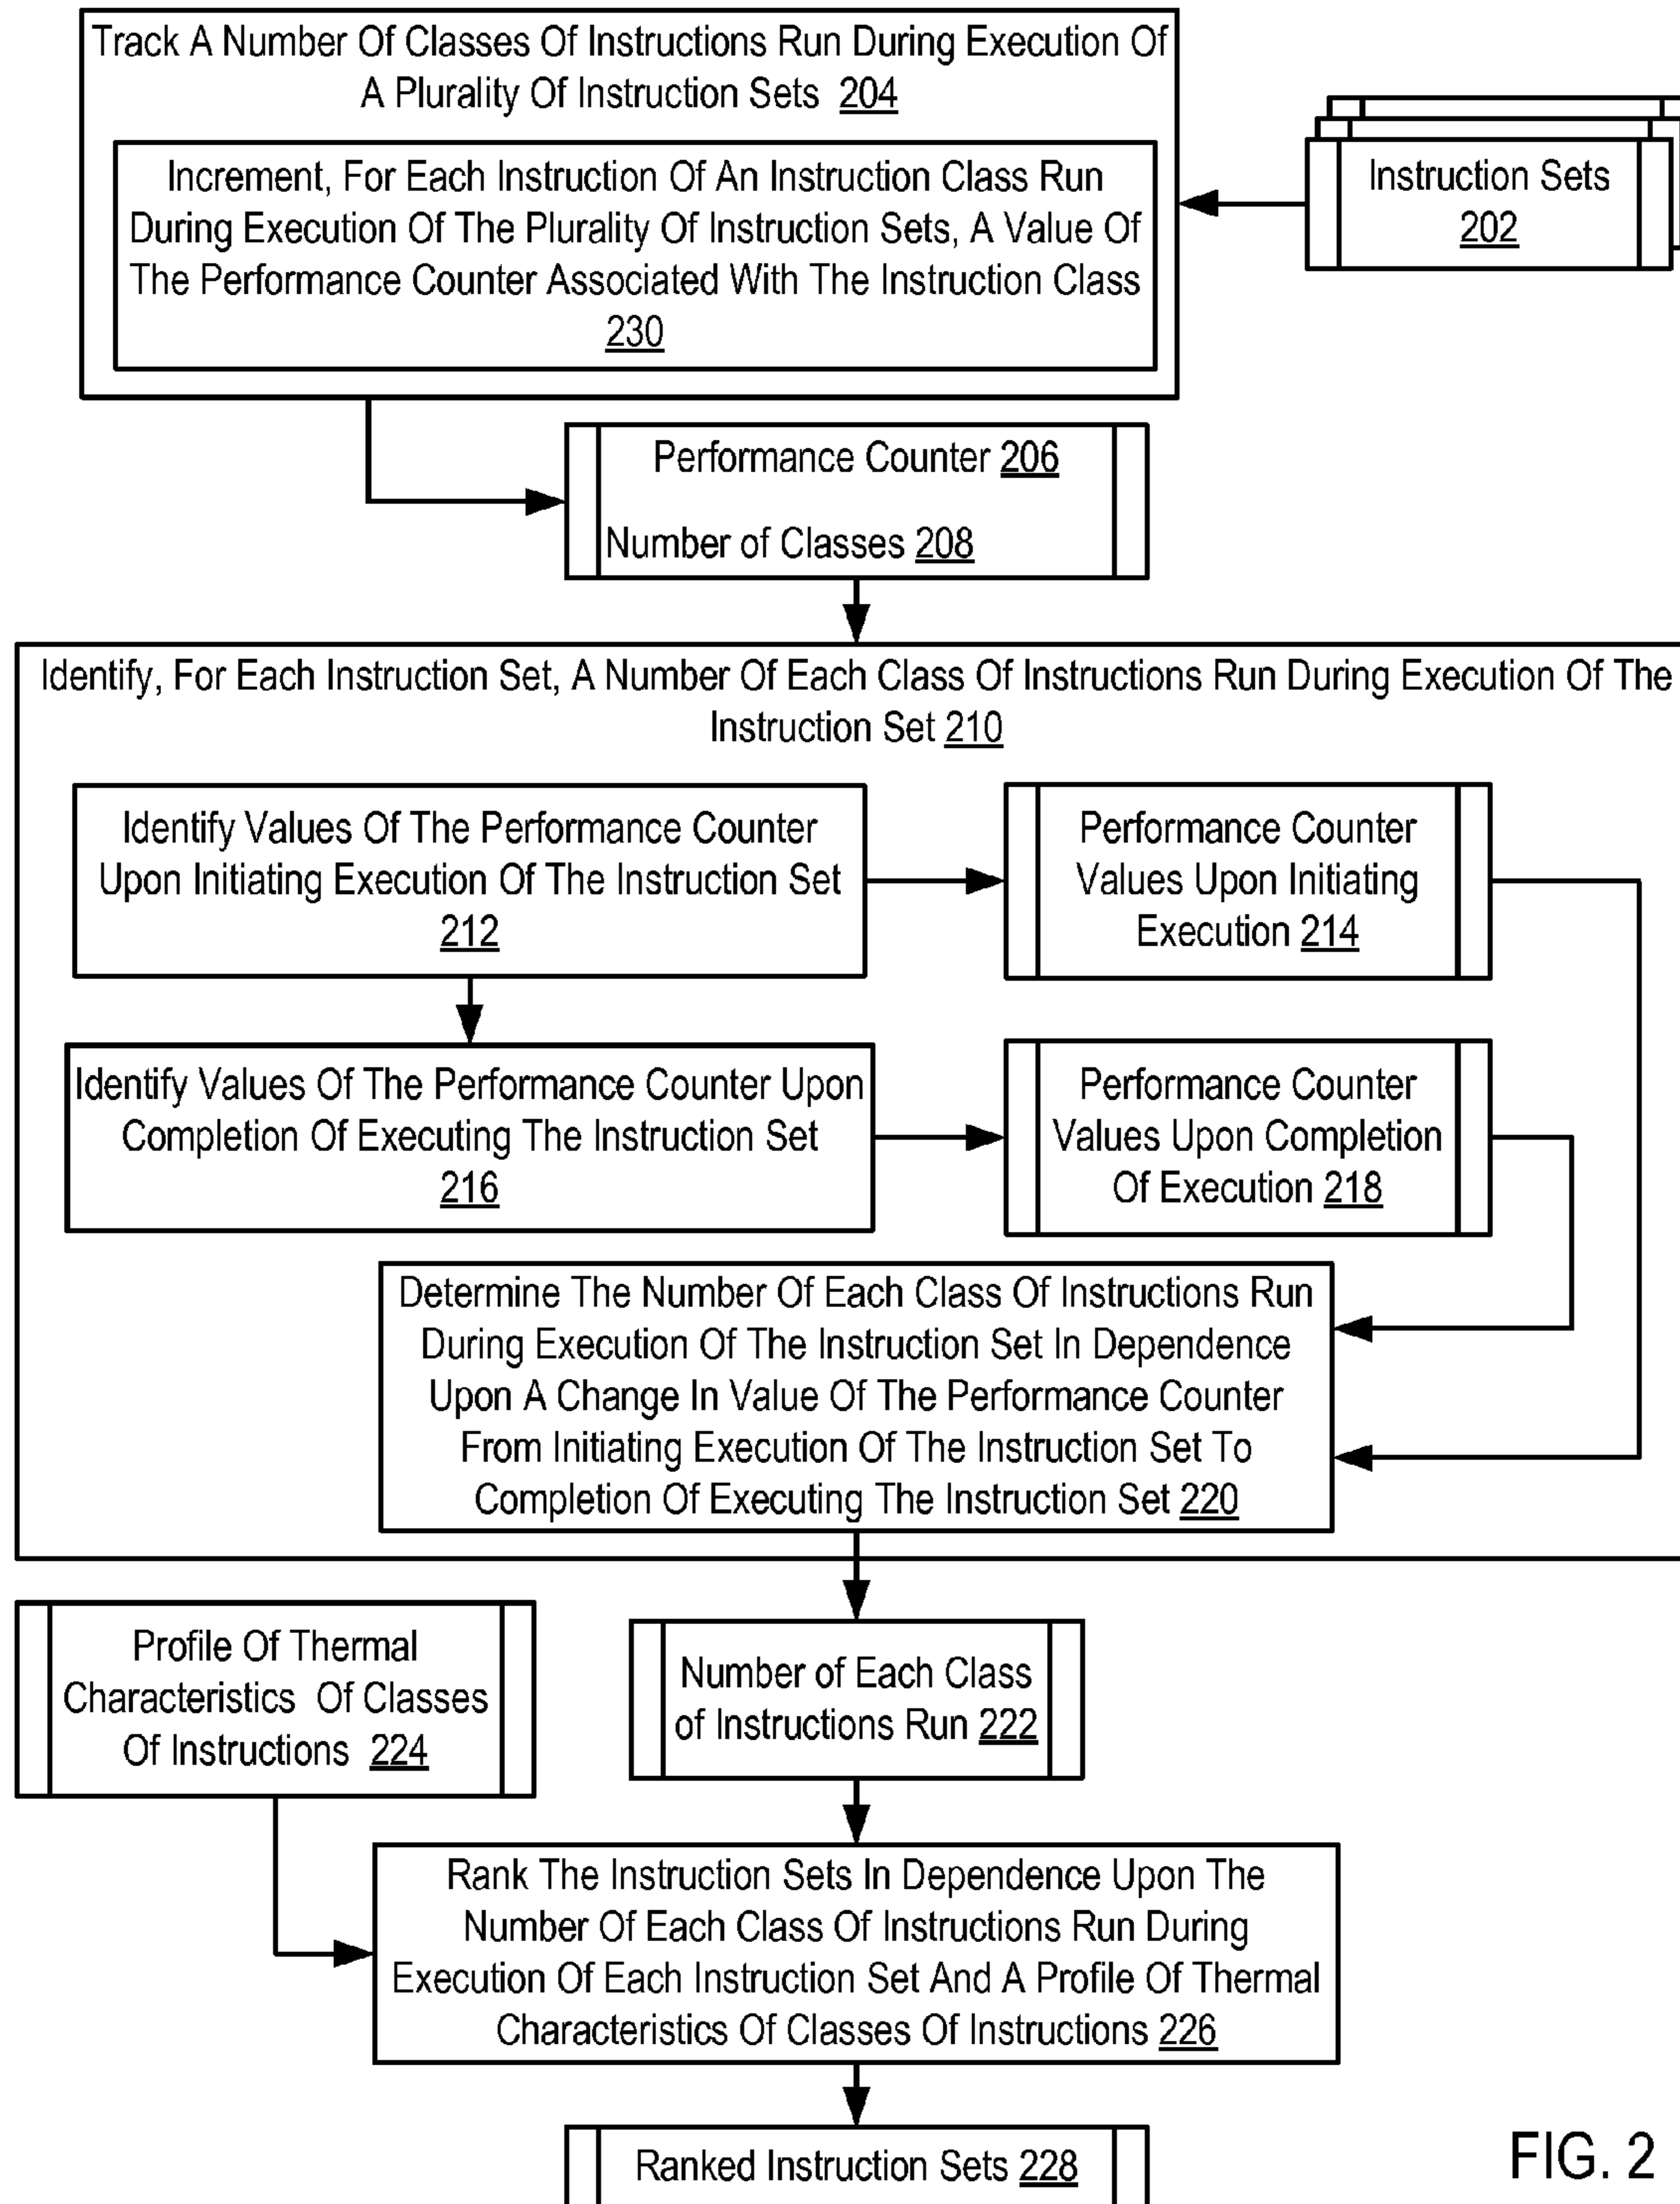 Track A Number Of Classes Of Instructions Run During Execution Of
A Plurality Of Instruction Sets 204
Increment, For Each Instruction Of An Instruction Class Run
During Execution Of The Plurality Of Instruction Sets, A Value Of
The Performance Counter Associated With The Instruction Class
230
Instruction Sets
202
Performance Counter 206
Number of Classes 208
Identify, For Each Instruction Set, A Number Of Each Class Of Instructions Run During Execution Of The
Instruction Set 210
Identify Values Of The Performance Counter
Upon Initiating Execution Of The Instruction Set
212
Performance Counter
Values Upon Initiating
Execution 214
Identify Values Of The Performance Counter Upon
Completion Of Executing The Instruction Set
216
Performance Counter
Values Upon Completion
Of Execution 218
Determine The Number Of Each Class Of Instructions Run
During Execution Of The Instruction Set In Dependence
Upon A Change In Value Of The Performance Counter
From Initiating Execution Of The Instruction Set To
Completion Of Executing The Instruction Set 220
Profile Of Thermal
Characteristics Of Classes
Of Instructions 224
Number of Each Class
of Instructions Run 222
Rank The Instruction Sets In Dependence Upon The
Number Of Each Class Of Instructions Run During
Execution Of Each Instruction Set And A Profile Of Thermal
Characteristics Of Classes Of Instructions 226
Ranked Instruction Sets 228
FIG. 2